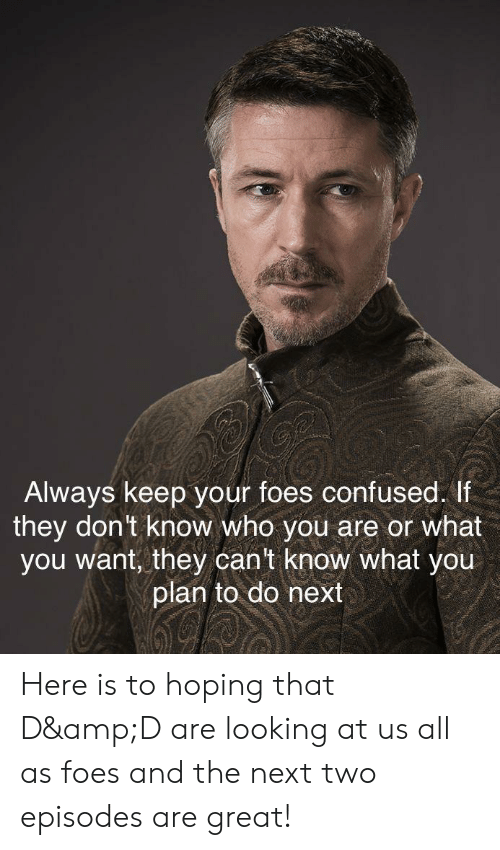 Always keep your foes confused. If
they don't know who you are or what
you want, they can't know what you
plan to do next
Here is to hoping that
D&amp;D are looking at us all
as foes and the next two
episodes are great!